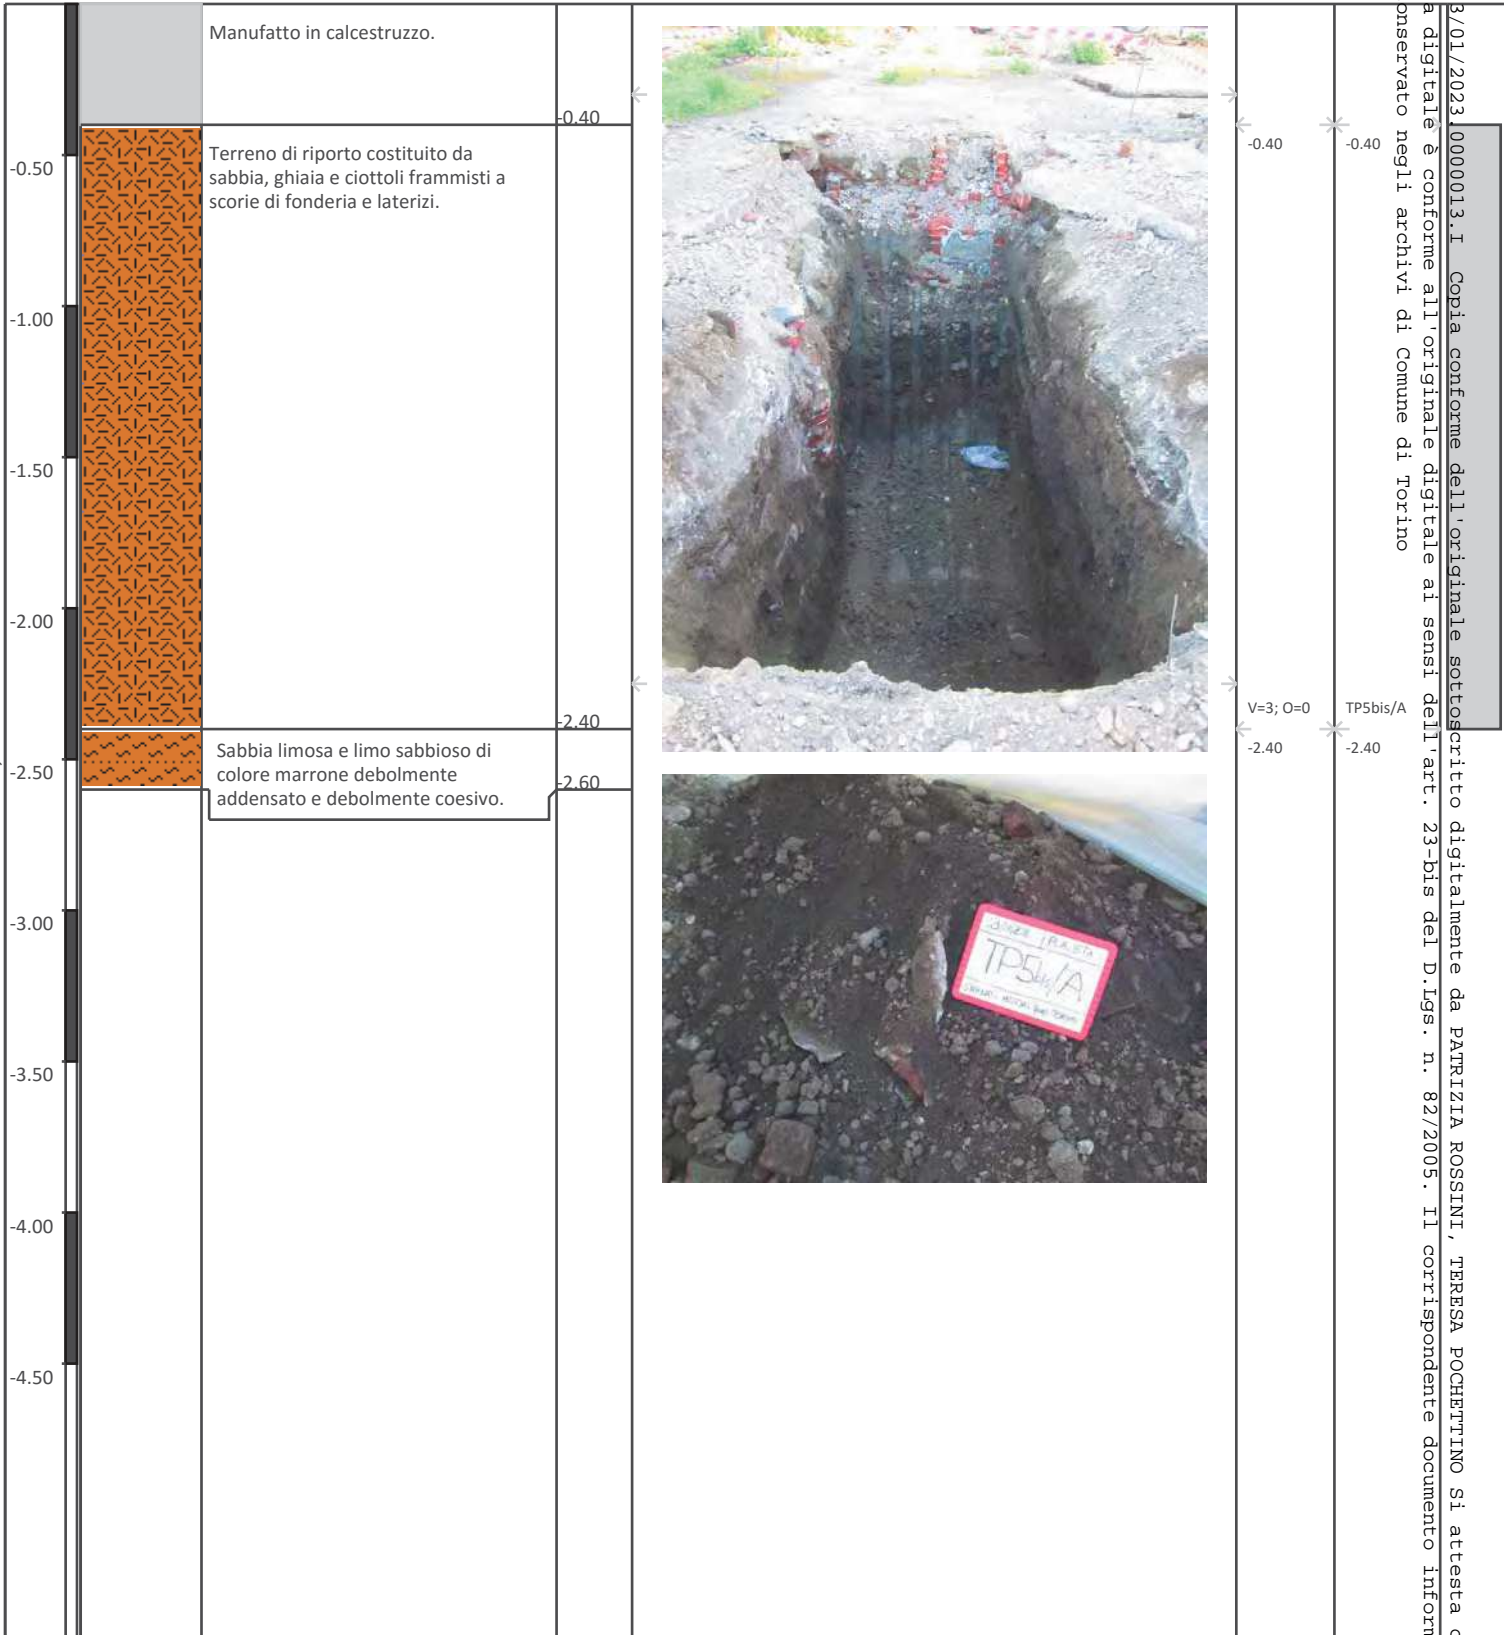 Manufatto in calcestruzzo.
-0.40
-0.50
Terreno di riporto costituito da
sabbia, ghiaia e ciottoli frammisti a
scorie di fonderia e laterizi.
-1.00
-1.50
-2.00
-2.40
-2.50
Sabbia limosa e limo sabbioso di
colore marrone debolmente
addensato e debolmente coesivo.
-2.60
-3.00
-3.50
-4.00
-4.50
TP5bis/A
-0.40
-0.40
V=3; O=0
TP5bis/A
-2.40
-2.40
3/01/2023.0000013.I Copia conforme dell'originale sottoscritto digitalmente da PATRIZIA ROSSINI, TERESA POCHETTINO Si attesta
a digitale è conforme all'originale digitale ai sensi dell'art. 23-bis del D.Lgs. n. 82/2005. Il corrispondente documento inform
onservato negli archivi di Comune di Torino